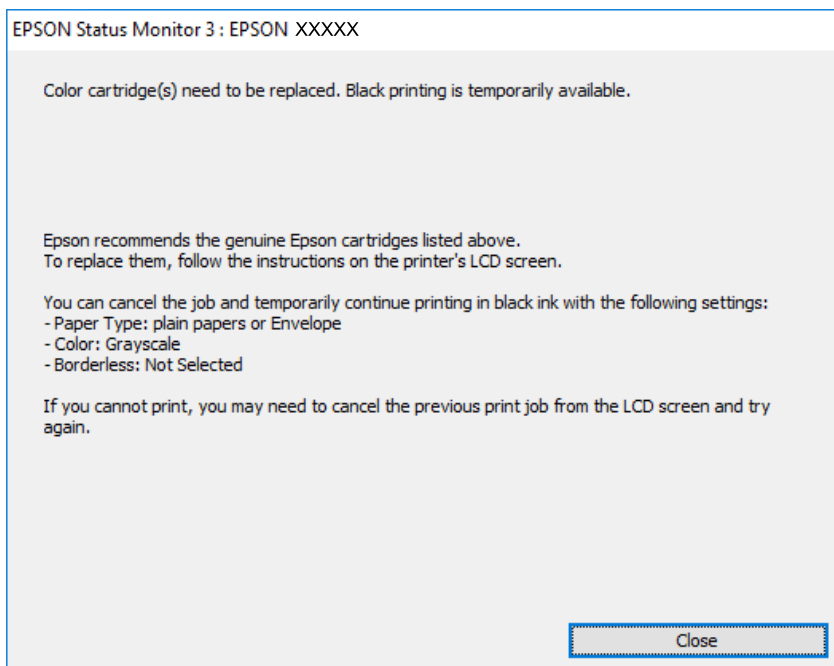 EPSON Status Monitor 3 : EPSON XXXXX
Color cartridge(s) need to be replaced. Black printing is temporarily available.
Epson recommends the genuine Epson cartridges listed above.
To replace them, follow the instructions on the printer's LCD screen.
You can cancel the job and temporarily continue printing in black ink with the following settings:
- Paper Type: plain papers or Envelope
- Color: Grayscale
- Borderless: Not Selected
If you cannot print, you may need to cancel the previous print job from the LCD screen and try
again.
Close